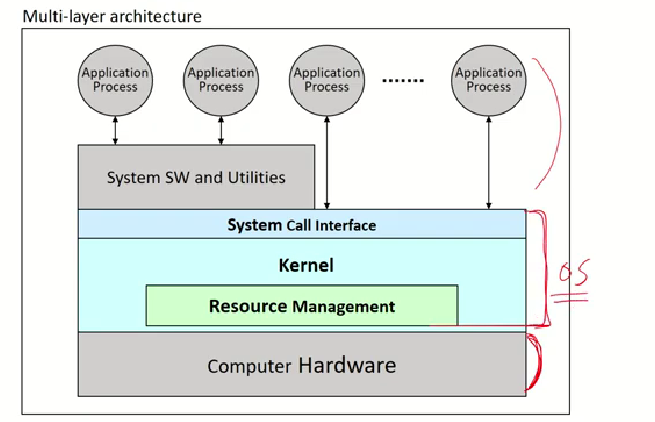 Multi-layer architecture
Application Process
Application Process
Application Process
.......
Application Process
System SW and Utilities
System Call Interface
Kernel
OS
Resource Management
Computer Hardware